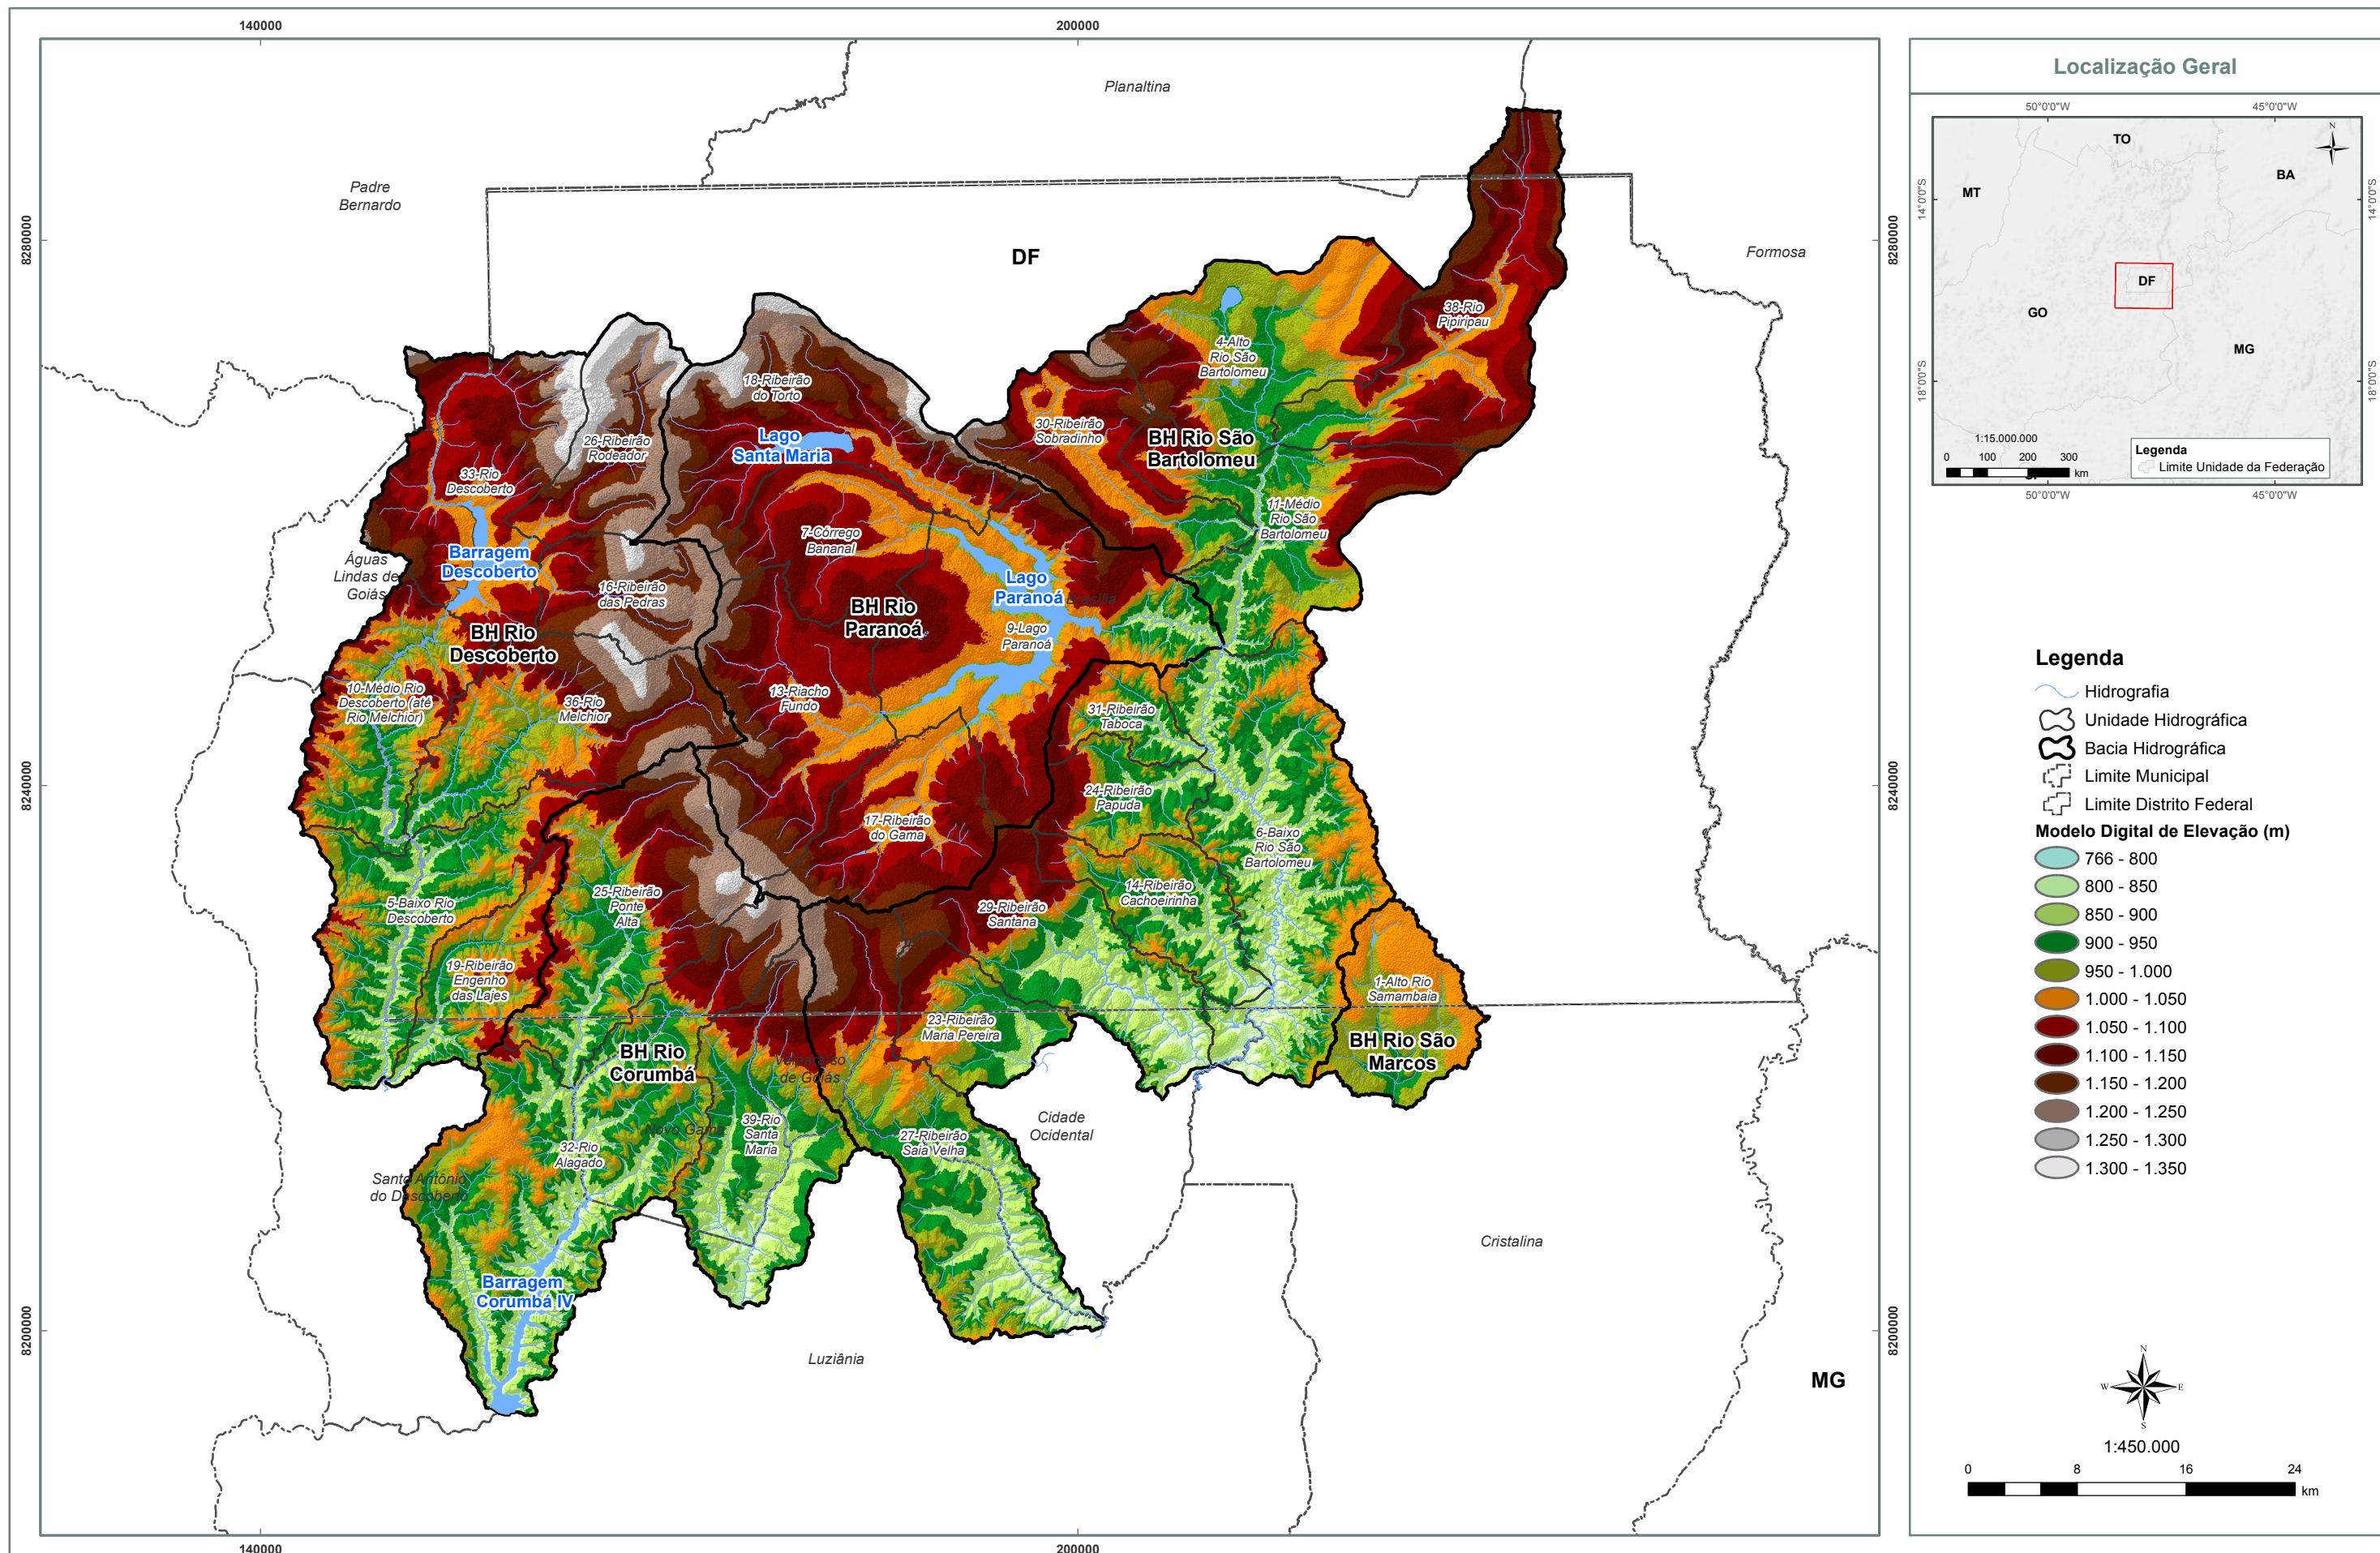 140000
200000
8280000
8240000
8200000
8280000
8240000
8200000
140000
200000
Planaltina
Padre
Bernardo
DF
Formosa
38-Rio
Pipiripau
4-Alto
Rio São
Bartolomeu
18-Ribeirão
do Torto
30-Ribeirão
Sobradinho
BH Rio São
Bartolomeu
Lago
Santa Maria
26-Ribeirão
Rodeador
33-Rio
Descoberto
11-Médio
Rio São
Bartolomeu
7-Córrego
Bananal
Barragem
Descoberto
Águas
Lindas de
Goiás
16-Ribeirão
das Pedras
Lago
Paranoá
Brasília
BH Rio
Paranoá
9-Lago
Paranoá
BH Rio
Descoberto
10-Médio Rio
Descoberto (até
Rio Melchior)
36-Rio
Melchior
13-Riacho
Fundo
31-Ribeirão
Taboca
24-Ribeirão
Papuda
17-Ribeirão
do Gama
6-Baixo
Rio São
Bartolomeu
14-Ribeirão
Cachoeirinha
25-Ribeirão
Ponte
Alta
5-Baixo Rio
Descoberto
29-Ribeirão
Santana
19-Ribeirão
Engenho
das Lajes
1-Alto Rio
Samambaia
23-Ribeirão
Maria Pereira
BH Rio São
Marcos
BH Rio
Corumbá
Valparaíso
de Goiás
Cidade
Ocidental
Novo Gama
39-Rio
Santa
Maria
27-Ribeirão
Saia Velha
32-Rio
Alagado
Santo Antônio
do Descoberto
Cristalina
Barragem
Corumbá IV
Luziânia
MG
Localização Geral
50°0'0"W
45°0'0"W
14°0'0"S
18°0'0"S
14°0'0"S
18°0'0"S
50°0'0"W
45°0'0"W
N
TO
BA
MT
DF
GO
MG
1:15.000.000
0 100 200 300
km
Legenda
Limite Unidade da Federação
Legenda
Hidrografia
Unidade Hidrográfica
Bacia Hidrográfica
Limite Municipal
Limite Distrito Federal
Modelo Digital de Elevação (m)
766 - 800
800 - 850
850 - 900
900 - 950
950 - 1.000
1.000 - 1.050
1.050 - 1.100
1.100 - 1.150
1.150 - 1.200
1.200 - 1.250
1.250 - 1.300
1.300 - 1.350
N
W E
S
1:450.000
0 8 16 24
km